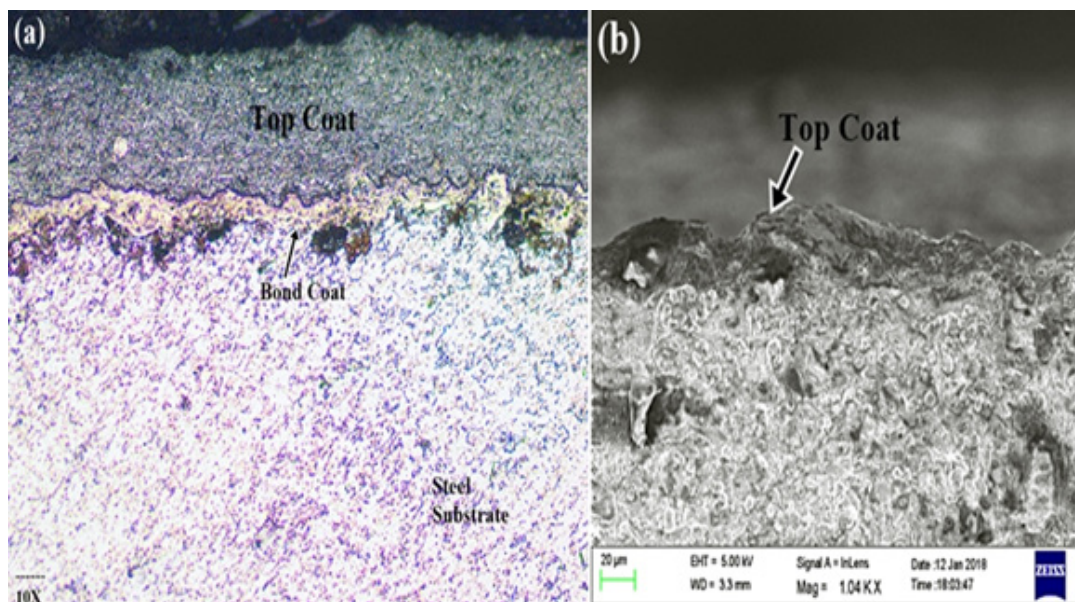 (a)
Top Coat
Bond Coat
Steel
Substrate
10X
(b)
Top Coat
20 µm
EHT = 5.00 kV
Signal A = InLens
Date :12 Jan 2018
WD = 3.3 mm
Mag = 1.04 K X
Time :18:03:47
ZEISS